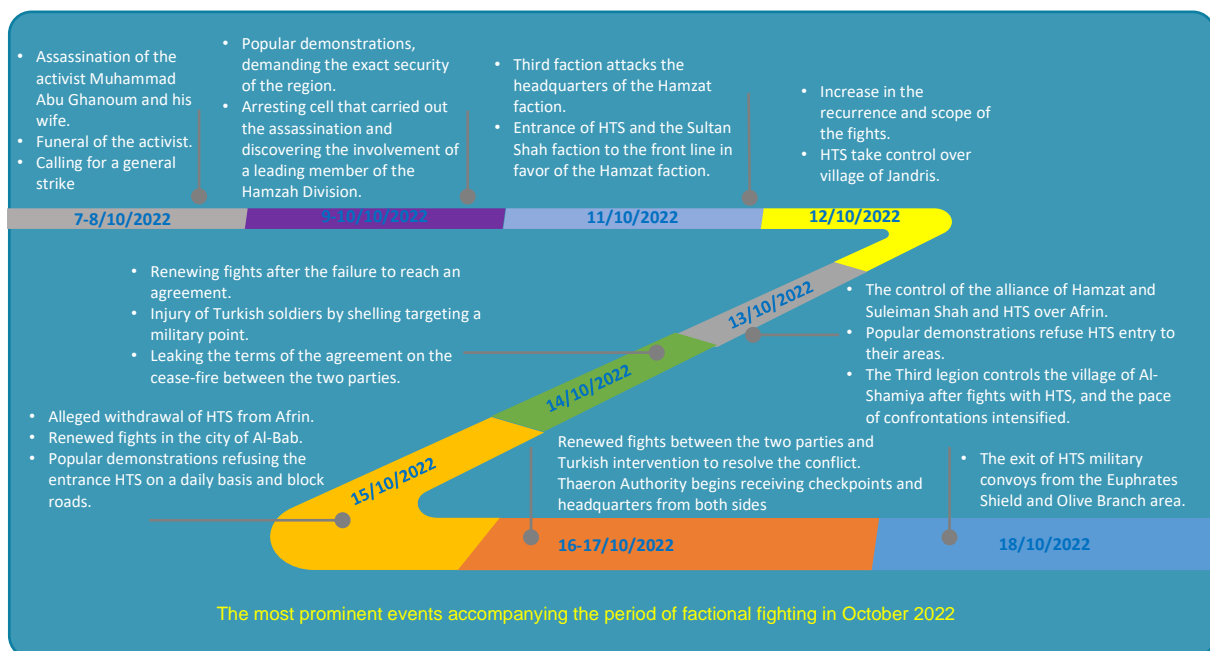 • Assassination of the
activist Muhammad
Abu Ghanoum and his
wife.
• Funeral of the activist.
• Calling for a general
strike
7-8/10/2022
• Popular demonstrations,
demanding the exact security
of the region.
• Arresting cell that carried out
the assassination and
discovering the involvement of
a leading member of the
Hamzah Division.
9-10/10/2022
• Third faction attacks the
headquarters of the Hamzat
faction.
• Entrance of HTS and the Sultan
Shah faction to the front line in
favor of the Hamzat faction.
11/10/2022
• Increase in the
recurrence and scope of
the fights.
• HTS take control over
village of Jandris.
12/10/2022
• The control of the alliance of Hamzat and
Suleiman Shah and HTS over Afrin.
• Popular demonstrations refuse HTS entry to
their areas.
• The Third legion controls the village of Al-
Shamiya after fights with HTS, and the pace
of confrontations intensified.
13/10/2022
• Renewing fights after the failure to reach an
agreement.
• Injury of Turkish soldiers by shelling targeting a
military point.
• Leaking the terms of the agreement on the
cease-fire between the two parties.
14/10/2022
• Alleged withdrawal of HTS from Afrin.
• Renewed fights in the city of Al-Bab.
• Popular demonstrations refusing the
entrance HTS on a daily basis and block
roads.
15/10/2022
Renewed fights between the two parties and
Turkish intervention to resolve the conflict.
Thaeron Authority begins receiving checkpoints and
headquarters from both sides
16-17/10/2022
• The exit of HTS military
convoys from the Euphrates
Shield and Olive Branch area.
18/10/2022
The most prominent events accompanying the period of factional fighting in October 2022